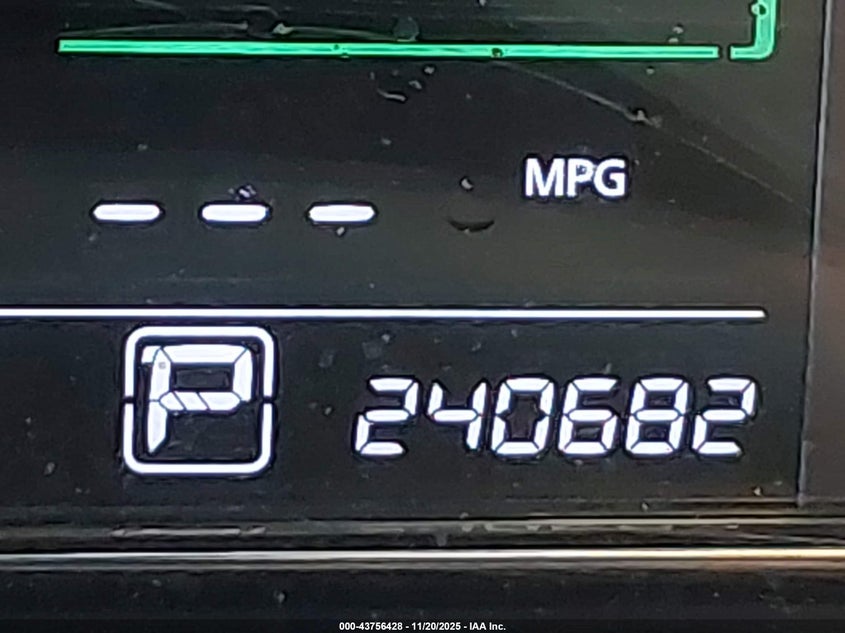 --- MPG
P 240682
000-43756428 - 11/20/2025 - IAA Inc.